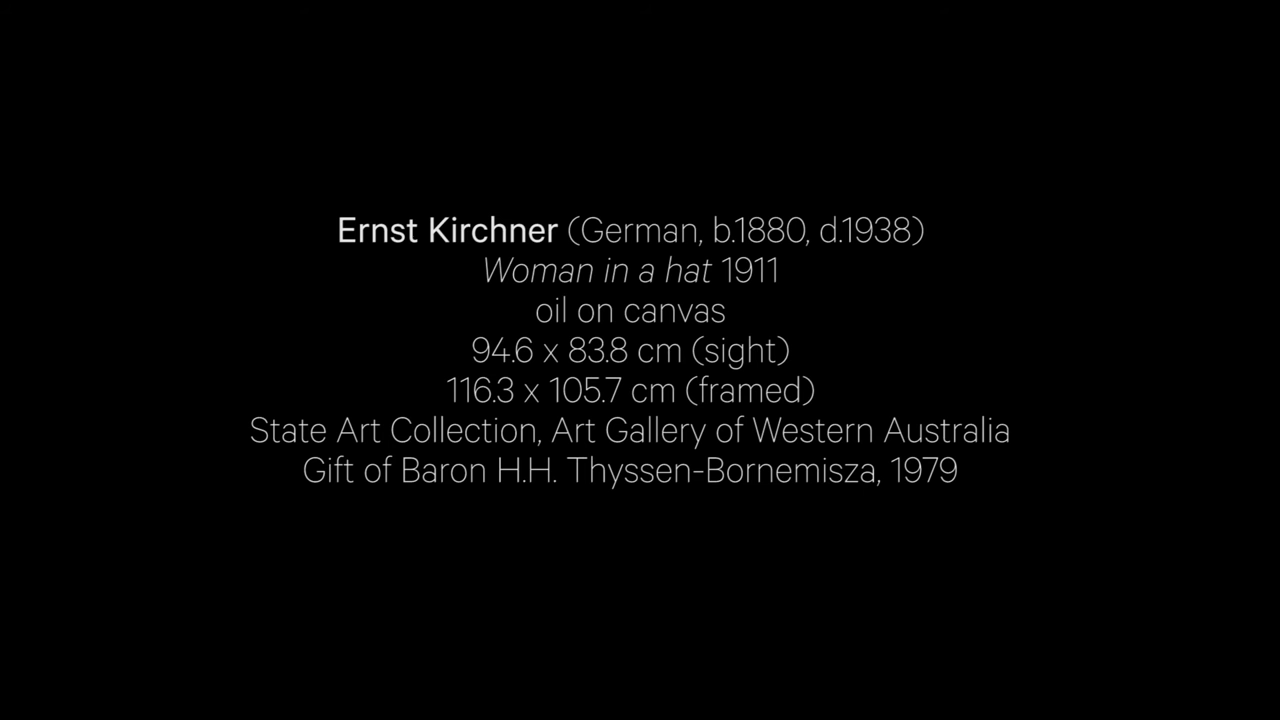 Ernst Kirchner (German, b.1880, d.1938)
Woman in a hat 1911
oil on canvas
94.6 x 83.8 cm (sight)
116.3 x 105.7 cm (framed)
State Art Collection, Art Gallery of Western Australia
Gift of Baron H.H. Thyssen-Bornemisza, 1979